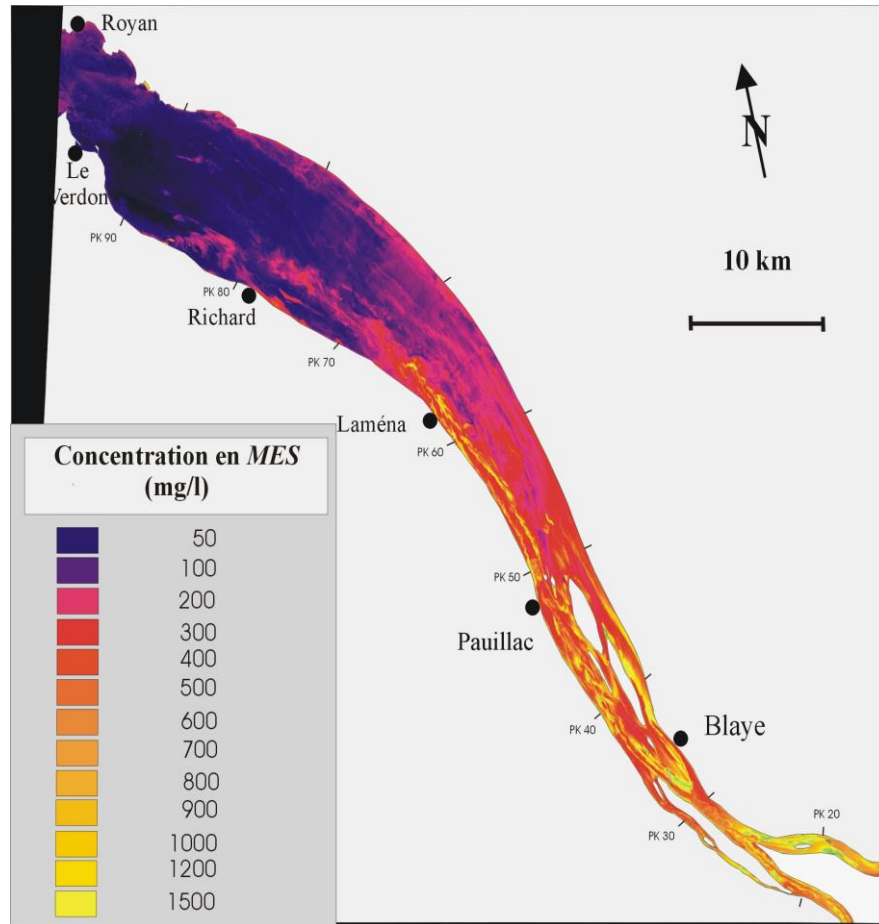 Royan
N
Le
Verdon
PK 90
10 km
PK 80
Richard
PK 70
Laména
PK 60
Concentration en MES
(mg/l)
50
100
200
300
400
500
600
700
800
900
1000
1200
1500
PK 50
Pauillac
PK 40
Blaye
PK 30
PK 20